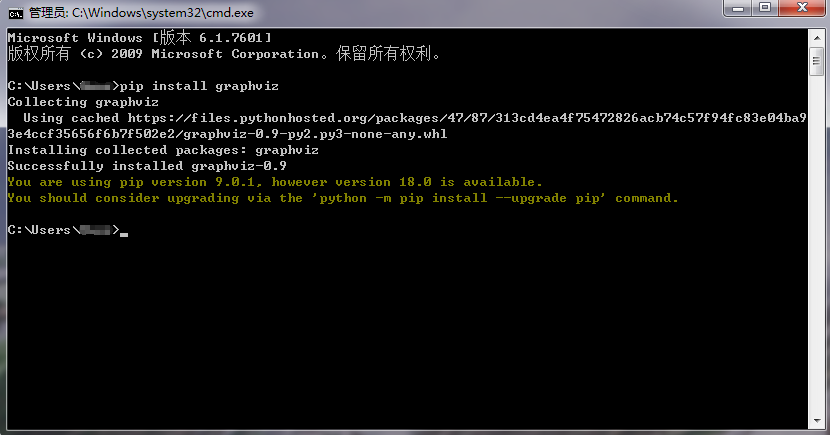 管理员: C:\Windows\system32\cmd.exe
Microsoft Windows [版本 6.1.7601]
版权所有 (c) 2009 Microsoft Corporation。保留所有权利。
C:\Users\>pip install graphviz
Collecting graphviz
Using cached https://files.pythonhosted.org/packages/47/87/313cd4ea4f75472826acb74c57f94fc83e04ba9
3e4ccf35656f6b7f502e2/graphviz-0.9-py2.py3-none-any.whl
Installing collected packages: graphviz
Successfully installed graphviz-0.9
You are using pip version 9.0.1, however version 18.0 is available.
You should consider upgrading via the 'python -m pip install --upgrade pip' command.
C:\Users\>